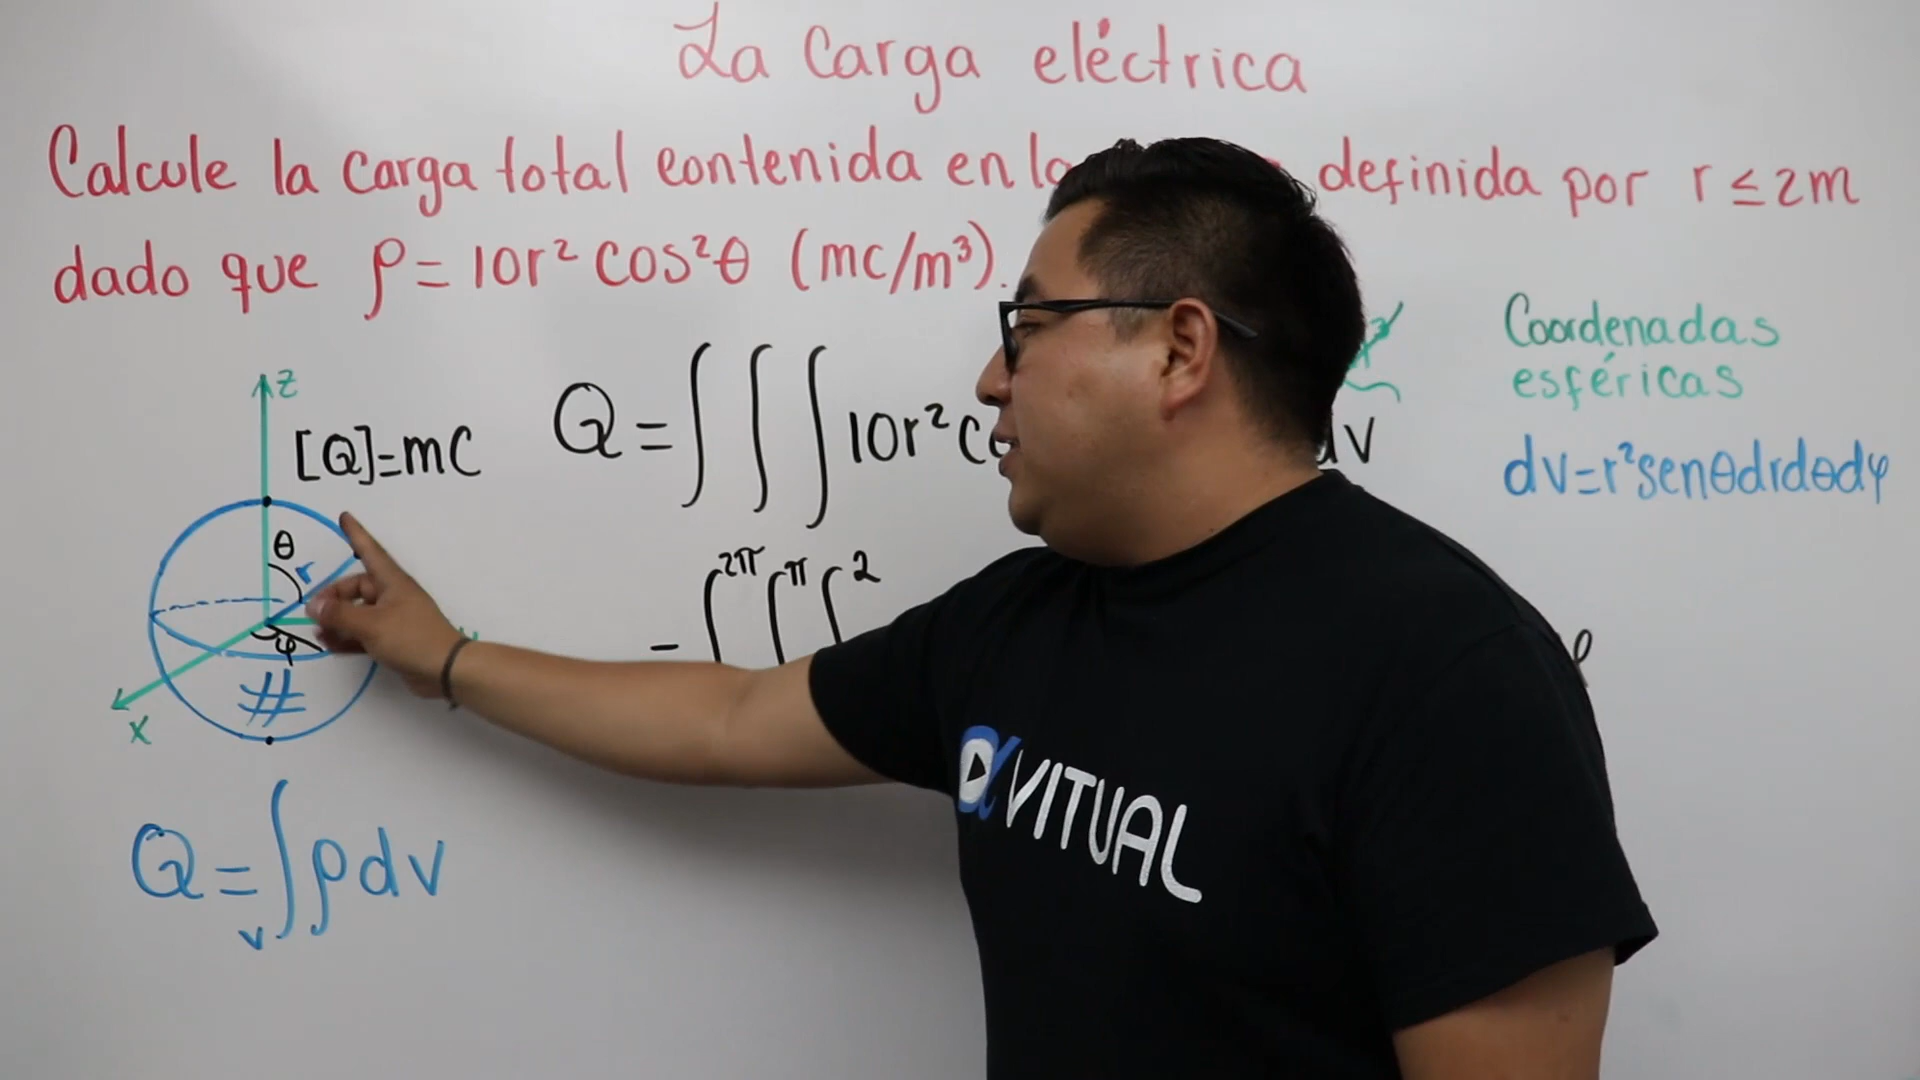 La Carga eléctrica
Calcule la carga total contenida en la definida por r ≤ 2m
dado que ρ = 10r² cos²θ (mc/m³).
Coordenadas
esféricas
dv=r²senθdrdθdφ
z
[Q]=mC
Q = ∫∫∫ 10r² dv
θ
r
φ
x
#
= ∫^2π ∫^π ∫^2
Q = ∫v ρdv
VITUAL